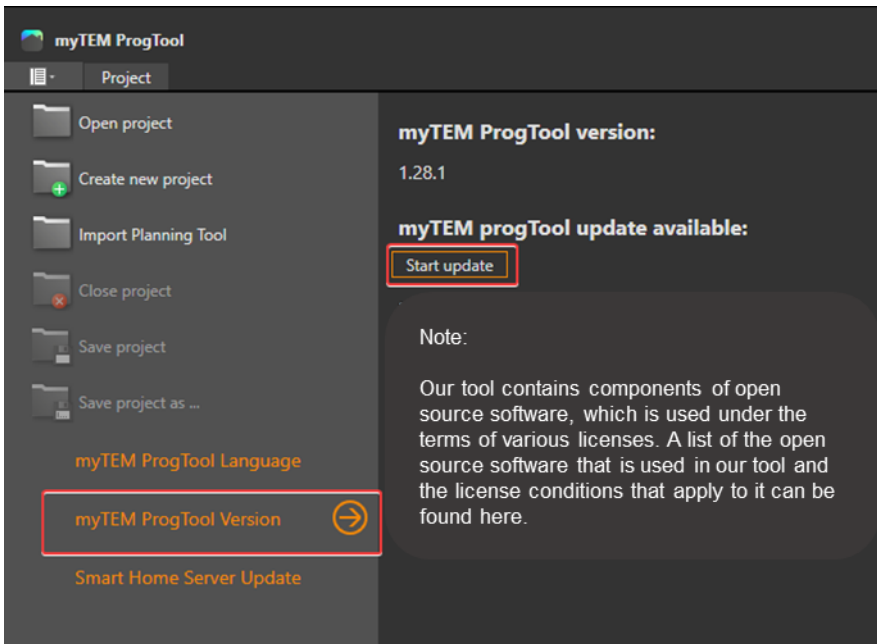 myTEM ProgTool
Project
Open project
Create new project
Import Planning Tool
Close project
Save project
Save project as ...
myTEM ProgTool Language
myTEM ProgTool Version
Smart Home Server Update
myTEM ProgTool version:
1.28.1
myTEM progTool update available:
Start update
Note:
Our tool contains components of open
source software, which is used under the
terms of various licenses. A list of the open
source software that is used in our tool and
the license conditions that apply to it can be
found here.